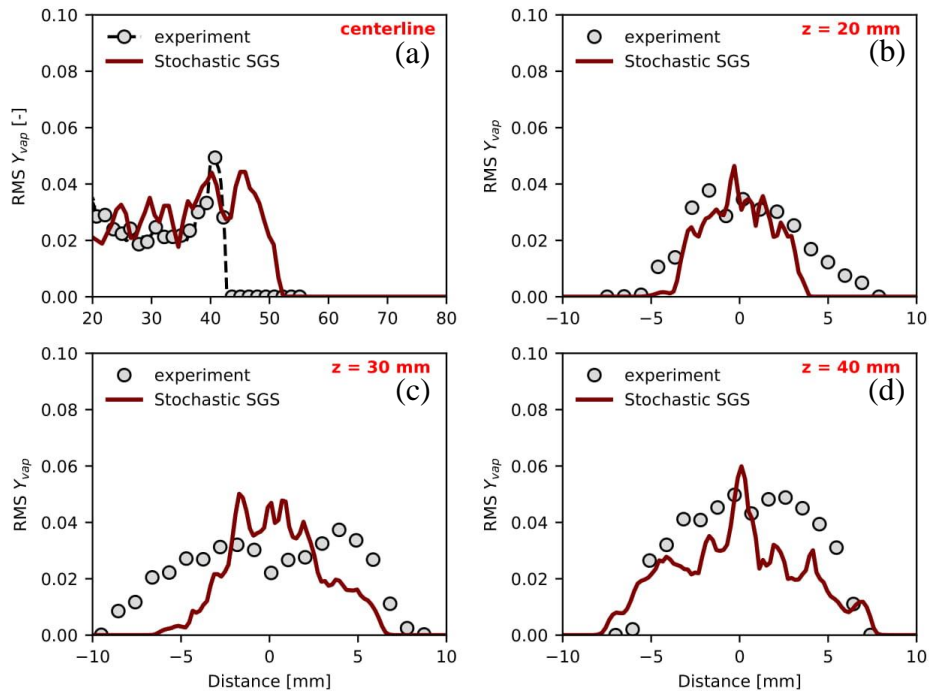 0.10
0.08
0.06
0.04
0.02
0.00
RMS Y_vap [-]
experiment
Stochastic SGS
centerline
(a)
20 30 40 50 60 70 80
0.10
0.08
0.06
0.04
0.02
0.00
RMS Y_vap
experiment
Stochastic SGS
z = 20 mm
(b)
−10 −5 0 5 10
0.10
0.08
0.06
0.04
0.02
0.00
RMS Y_vap
experiment
Stochastic SGS
z = 30 mm
(c)
−10 −5 0 5 10
Distance [mm]
0.10
0.08
0.06
0.04
0.02
0.00
RMS Y_vap
experiment
Stochastic SGS
z = 40 mm
(d)
−10 −5 0 5 10
Distance [mm]